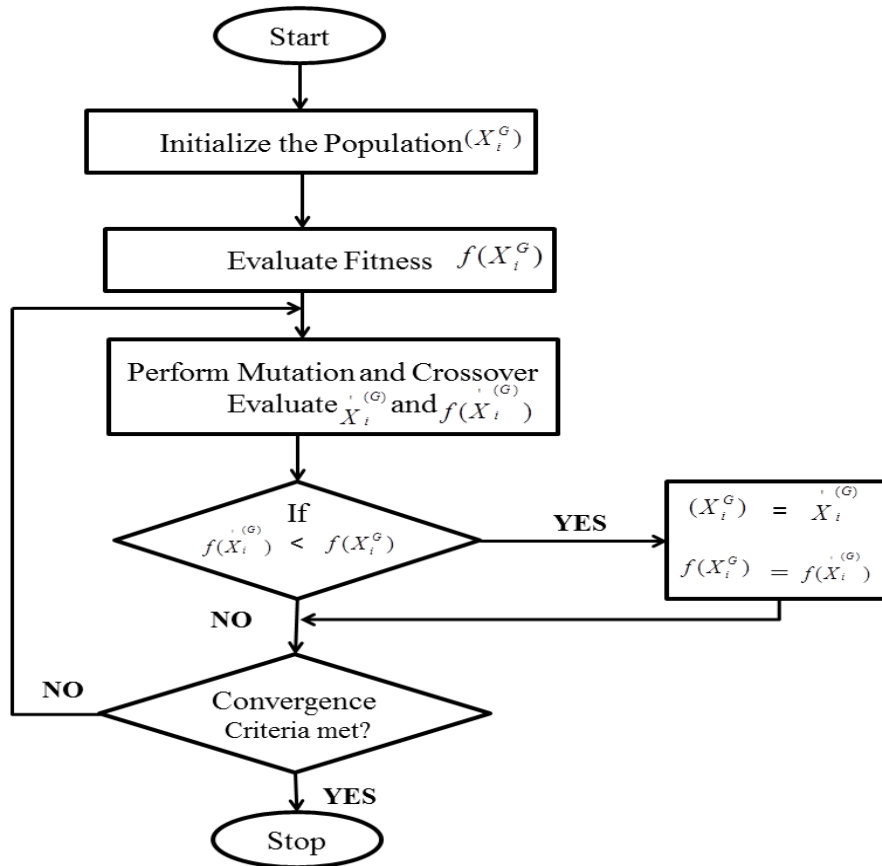 Start
Initialize the Population (X_i^G)
Evaluate Fitness f(X_i^G)
Perform Mutation and Crossover
Evaluate X'_i^(G) and f(X'_i^(G))
If
f(X'_i^(G)) < f(X_i^G)
YES
(X_i^G) = X'_i^(G)
f(X_i^G) = f(X'_i^(G))
NO
NO
Convergence
Criteria met?
YES
Stop